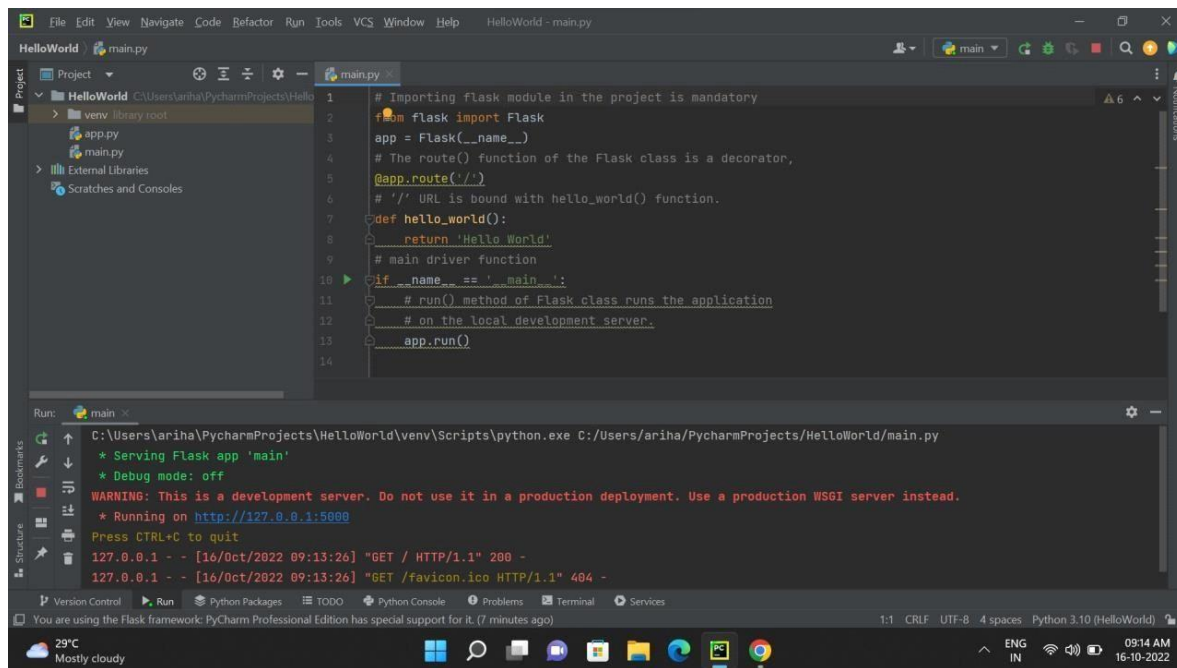 File Edit View Navigate Code Refactor Run Tools VCS Window Help HelloWorld - main.py
HelloWorld main.py
main
Project
Project
main.py
HelloWorld C:\Users\ariha\PycharmProjects\Hello
venv library root
app.py
main.py
External Libraries
Scratches and Consoles
6
Notifications
1 # Importing flask module in the project is mandatory
2 from flask import Flask
3 app = Flask(__name__)
4 # The route() function of the Flask class is a decorator,
5 @app.route('/')
6 # ‘/’ URL is bound with hello_world() function.
7 def hello_world():
8 return 'Hello World'
9 # main driver function
10 if __name__ == '__main__':
11 # run() method of Flask class runs the application
12 # on the local development server.
13 app.run()
14
Run: main
C:\Users\ariha\PycharmProjects\HelloWorld\venv\Scripts\python.exe C:/Users/ariha/PycharmProjects/HelloWorld/main.py
* Serving Flask app 'main'
* Debug mode: off
WARNING: This is a development server. Do not use it in a production deployment. Use a production WSGI server instead.
* Running on http://127.0.0.1:5000
Press CTRL+C to quit
127.0.0.1 - - [16/Oct/2022 09:13:26] "GET / HTTP/1.1" 200 -
127.0.0.1 - - [16/Oct/2022 09:13:26] "GET /favicon.ico HTTP/1.1" 404 -
Bookmarks
Structure
Version Control Run Python Packages TODO Python Console Problems Terminal Services
You are using the Flask framework: PyCharm Professional Edition has special support for it. (7 minutes ago) 1:1 CRLF UTF-8 4 spaces Python 3.10 (HelloWorld)
29°C
Mostly cloudy
PC
ENG
IN
09:14 AM
16-10-2022